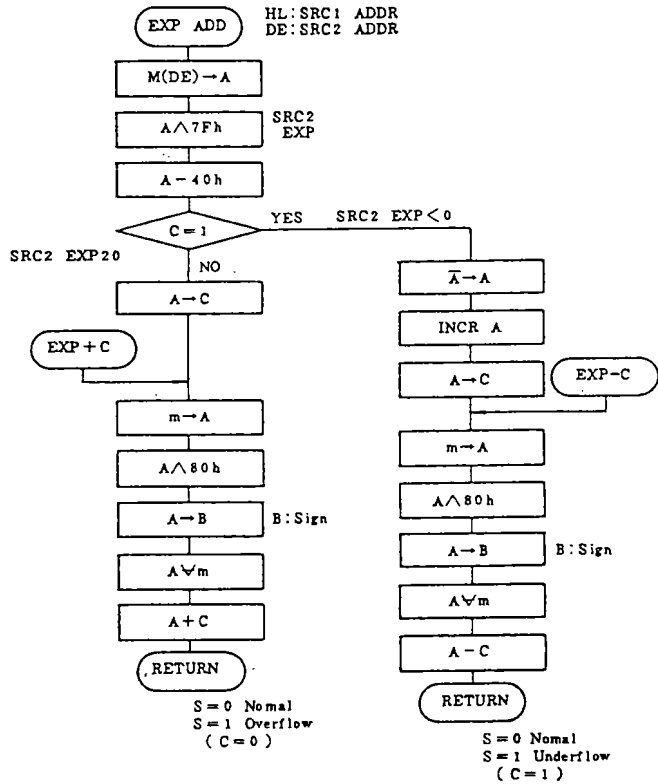 EXP ADD
HL:SRC1 ADDR
DE:SRC2 ADDR
M(DE)→A
A∧7Fh
SRC2
EXP
A−40h
C=1
YES
SRC2 EXP<0
SRC2 EXP20
NO
A→C
EXP+C
m→A
A∧80h
A→B
B:Sign
A⩝m
A+C
RETURN
S=0 Nomal
S=1 Overflow
(C=0)
A̅→A
INCR A
A→C
EXP-C
m→A
A∧80h
A→B
B:Sign
A⩝m
A−C
RETURN
S=0 Nomal
S=1 Underflow
(C=1)